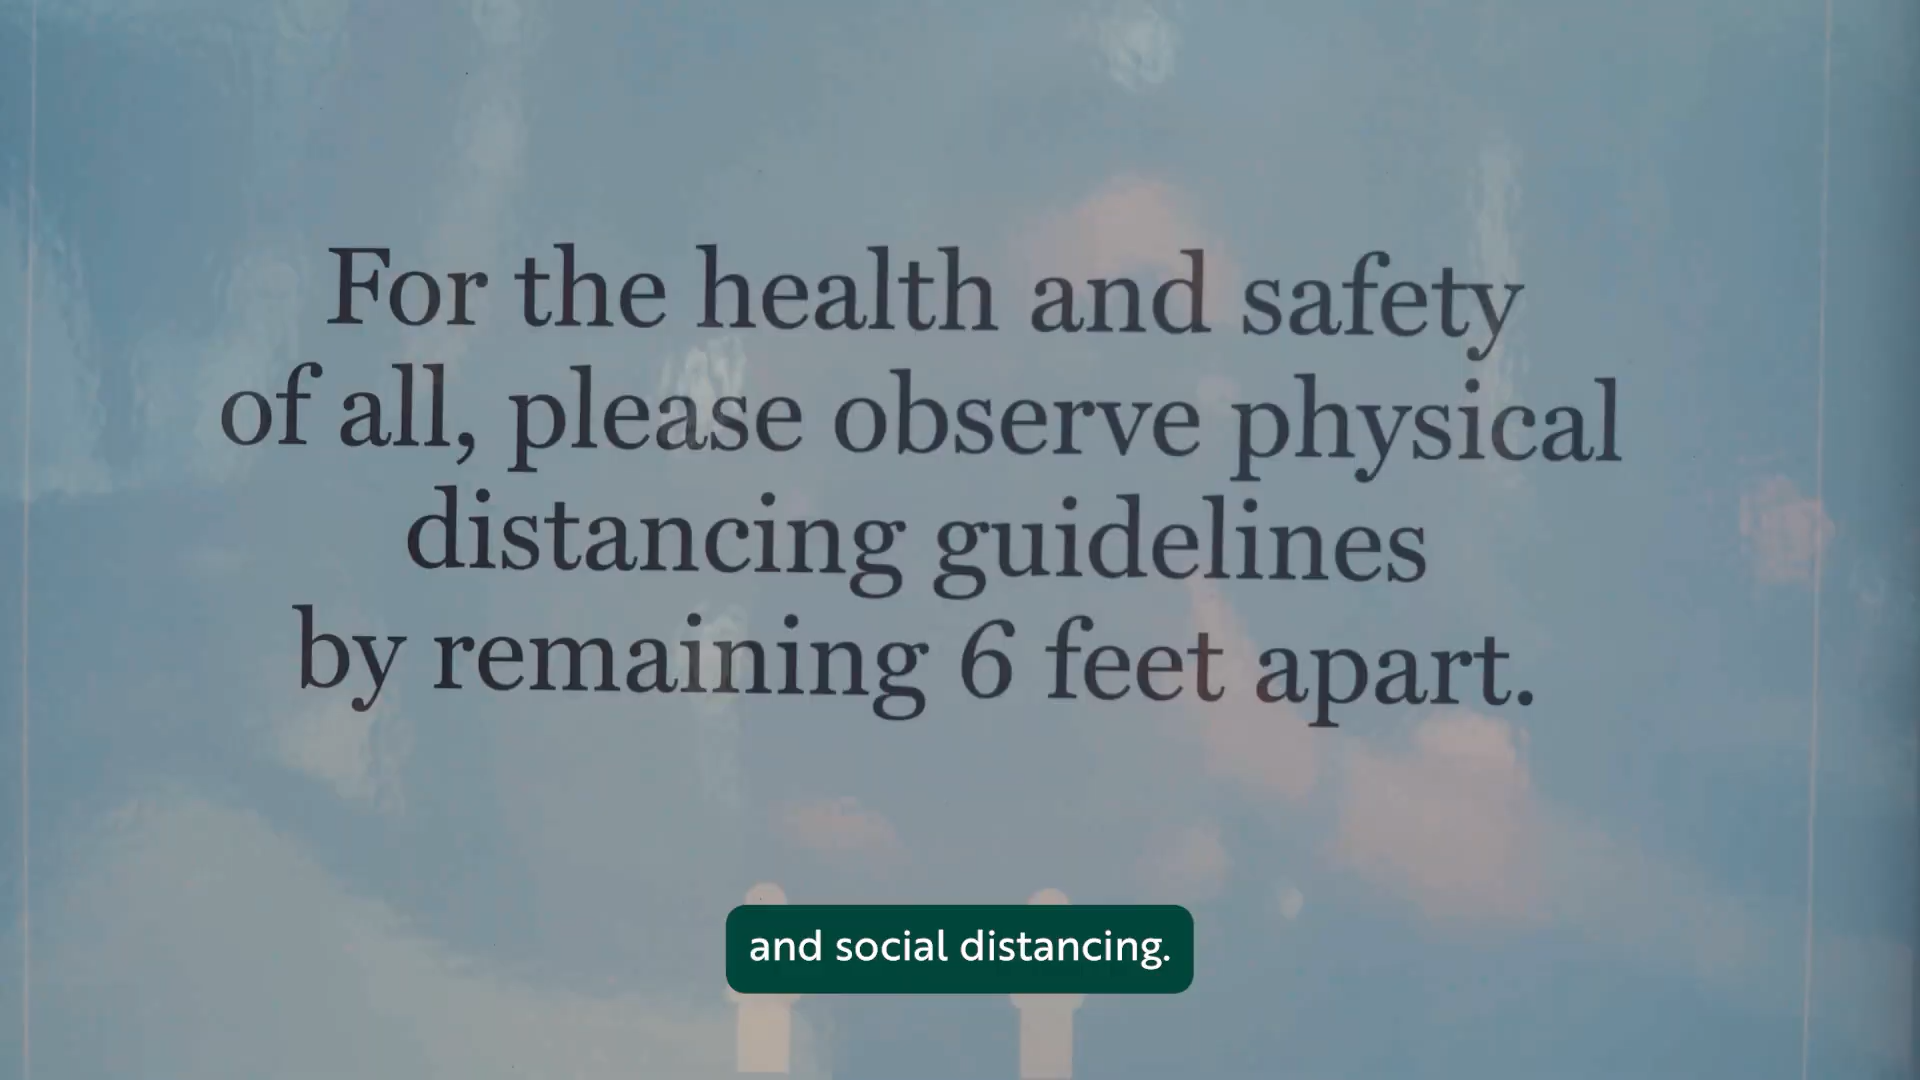 For the health and safety
of all, please observe physical
distancing guidelines
by remaining 6 feet apart.
and social distancing.